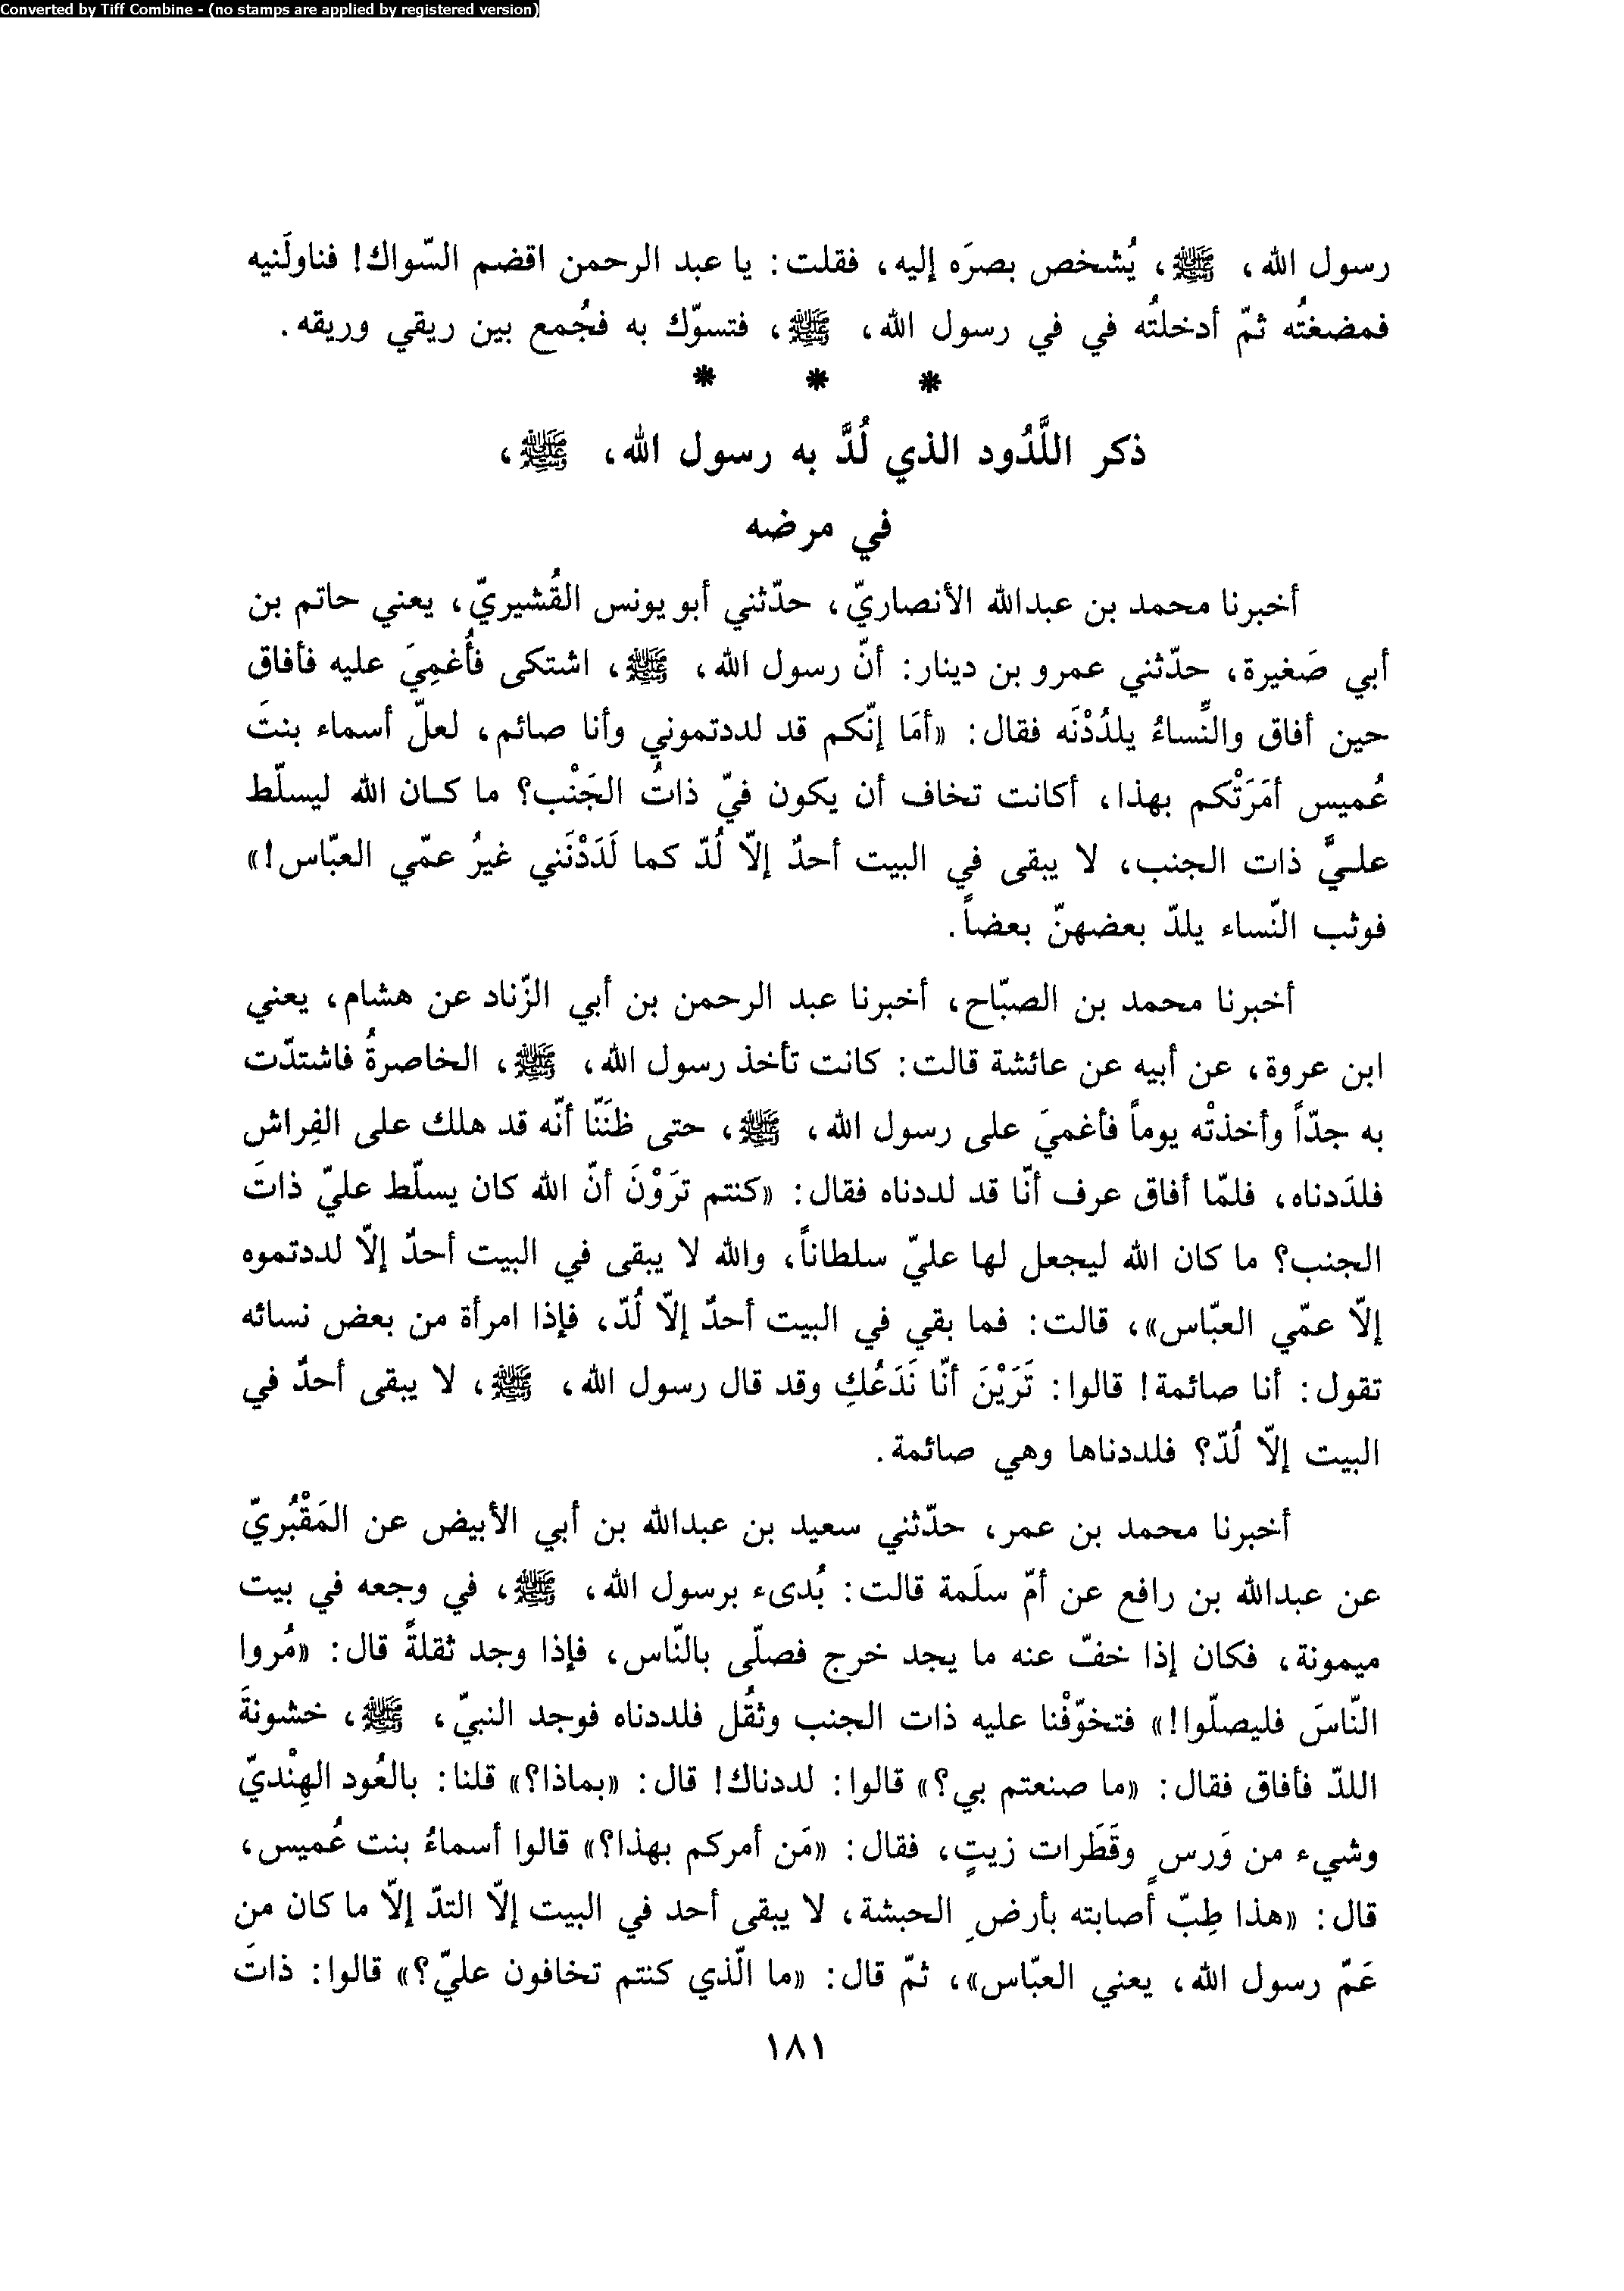 Converted by Tiff Combine - (no stamps are applied by registered version)
رسول الله، ﷺ، يُشخص بصرَه إليه، فقلت: يا عبد الرحمن اقضم السّواك! فناولَنيه
فمضغتُه ثمّ أدخلتُه في في رسول الله، ﷺ، فتسوّك به فجُمع بين ريقي وريقه.
* * *
ذكر اللَّدُود الذي لُدَّ به رسول الله، ﷺ،
في مرضه
أخبرنا محمد بن عبدالله الأنصاريّ، حدّثني أبو يونس القُشيريّ، يعني حاتم بن
أبي صَغيرة، حدّثني عمرو بن دينار: أنّ رسول الله، ﷺ، اشتكى فأُغمِيَ عليه فأفاق
حين أفاق والنِّساءُ يلدُدْنَه فقال: «أمَا إنّكم قد لددتموني وأنا صائم، لعلّ أسماء بنتَ
عُميس أمَرَتْكم بهذا، أكانت تخاف أن يكون فيّ ذاتُ الجَنْب؟ ما كـان الله ليسلّط
علـيَّ ذات الجنب، لا يبقى في البيت أحدٌ إلاّ لُدّ كما لَدَدْنَني غيرُ عمّي العبّاس!»
فوثب النّساء يلدّ بعضهنّ بعضاً.
أخبرنا محمد بن الصبّاح، أخبرنا عبد الرحمن بن أبي الزّناد عن هشام، يعني
ابن عروة، عن أبيه عن عائشة قالت: كانت تأخذ رسول الله، ﷺ، الخاصرةُ فاشتدّت
به جدّاً وأخذتْه يوماً فأغميَ على رسول الله، ﷺ، حتى ظنَنّا أنّه قد هلك على الفِراش
فلدَدناه، فلمّا أفاق عرف أنّا قد لددناه فقال: «كنتم ترَوْنَ أنّ الله كان يسلّط عليّ ذاتَ
الجنب؟ ما كان الله ليجعل لها عليّ سلطاناً، والله لا يبقى في البيت أحدٌ إلاّ لددتموه
إلاّ عمّي العبّاس»، قالت: فما بقي في البيت أحدٌ إلاّ لُدّ، فإذا امرأة من بعض نسائه
تقول: أنا صائمة! قالوا: تَرَيْنَ أنّا نَدَعُكِ وقد قال رسول الله، ﷺ، لا يبقى أحدٌ في
البيت إلاّ لُدّ؟ فلددناها وهي صائمة.
أخبرنا محمد بن عمر، حدّثني سعيد بن عبدالله بن أبي الأبيض عن المَقْبُريّ
عن عبدالله بن رافع عن أمّ سلَمة قالت: بُدىء برسول الله، ﷺ، في وجعه في بيت
ميمونة، فكان إذا خفّ عنه ما يجد خرج فصلّى بالنّاس، فإذا وجد ثقلةً قال: «مُروا
النّاسَ فليصلّوا!» فتخوّفْنا عليه ذات الجنب وثقُل فلددناه فوجد النبيّ، ﷺ، خشونةَ
اللدّ فأفاق فقال: «ما صنعتم بي؟» قالوا: لددناك! قال: «بماذا؟» قلنا: بالعُود الهِنْديّ
وشيء من وَرسٍ وقَطَرات زيتٍ، فقال: «مَن أمركم بهذا؟» قالوا أسماءُ بنت عُميس،
قال: «هذا طِبّ أصابته بأرضِ الحبشة، لا يبقى أحد في البيت إلاّ التدّ إلاّ ما كان من
عَمّ رسول الله، يعني العبّاس»، ثمّ قال: «ما الّذي كنتم تخافون عليّ؟» قالوا: ذاتَ
١٨١